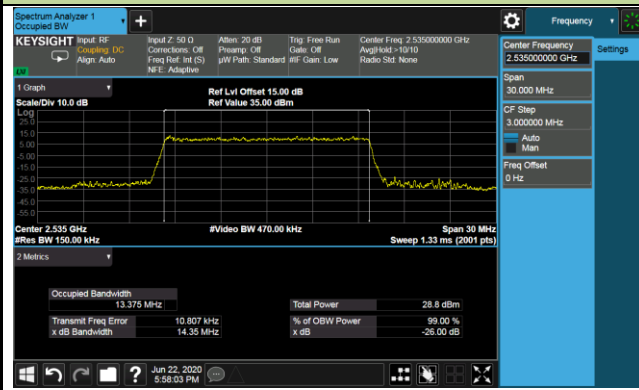 Spectrum Analyzer 1
Occupied BW
Frequency
KEYSIGHT
Input: RF
Coupling: DC
Align: Auto
Input Z: 50 Ω
Corrections: Off
Freq Ref: Int (S)
NFE: Adaptive
Atten: 20 dB
Preamp: Off
µW Path: Standard
Trig: Free Run
Gate: Off
#IF Gain: Low
Center Freq: 2.535000000 GHz
Avg|Hold:>10/10
Radio Std: None
Center Frequency
2.535000000 GHz
Settings
Span
30.000 MHz
CF Step
3.000000 MHz
Auto
Man
Freq Offset
0 Hz
1 Graph
Scale/Div 10.0 dB
Ref Lvl Offset 15.00 dB
Ref Value 35.00 dBm
Log
25.0
15.0
5.00
-5.00
-15.0
-25.0
-35.0
-45.0
-55.0
Center 2.535 GHz
#Video BW 470.00 kHz
Span 30 MHz
#Res BW 150.00 kHz
Sweep 1.33 ms (2001 pts)
2 Metrics
Occupied Bandwidth
13.375 MHz
Total Power 28.8 dBm
Transmit Freq Error 10.807 kHz
% of OBW Power 99.00 %
x dB Bandwidth 14.35 MHz
x dB -26.00 dB
?
Jun 22, 2020
5:58:03 PM